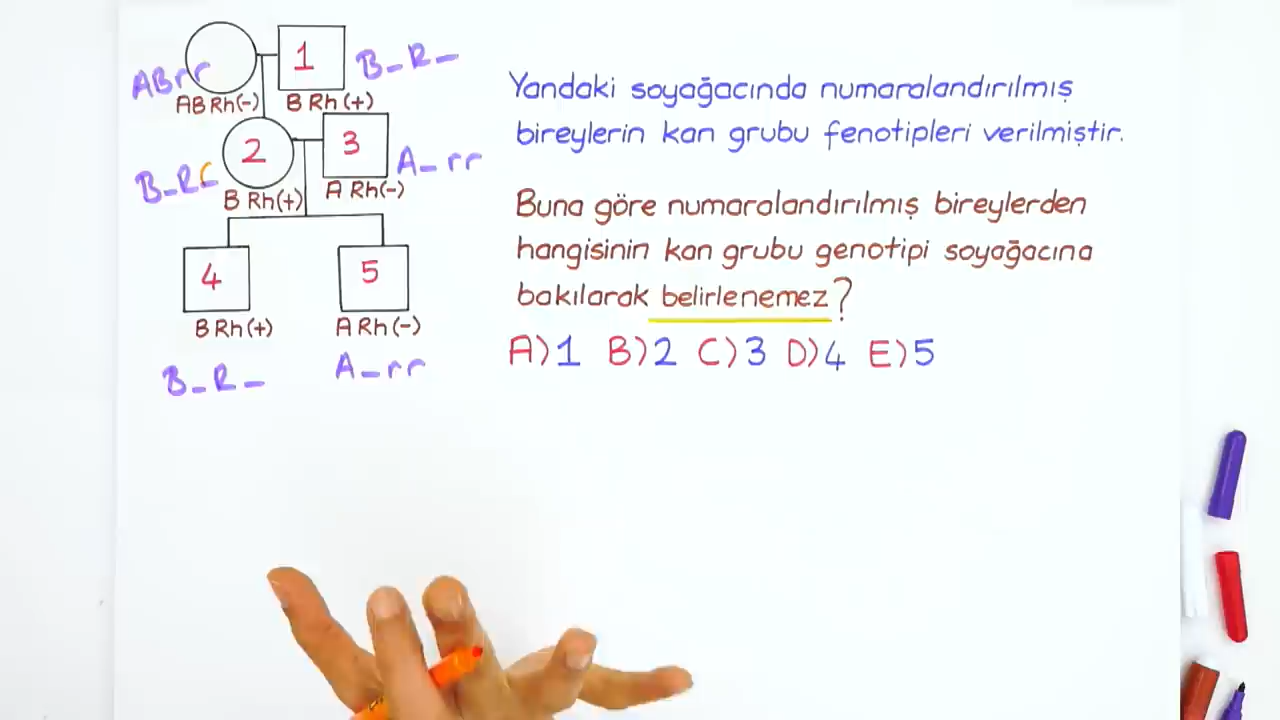 ABrr
1
B_R_
AB Rh(-)
B Rh(+)
2
3
B_Rr
A_rr
B Rh(+)
A Rh(-)
4
5
B Rh(+)
A Rh(-)
B_R_
A_rr
Yandaki soyağacında numaralandırılmış
bireylerin kan grubu fenotipleri verilmiştir.
Buna göre numaralandırılmış bireylerden
hangisinin kan grubu genotipi soyağacına
bakılarak belirlenemez?
A) 1 B) 2 C) 3 D) 4 E) 5